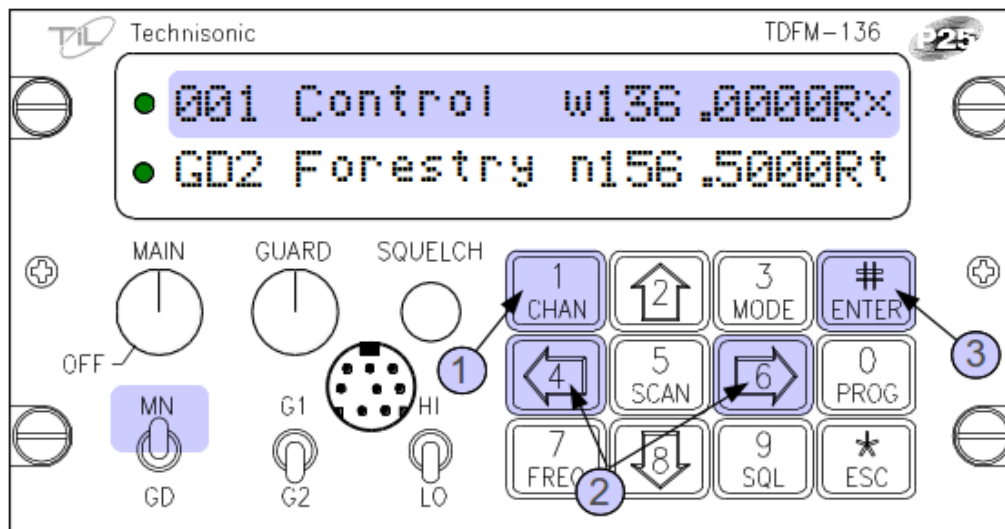 TiL Technisonic TDFM-136 P25
001 Control w136.0000Rx
GD2 Forestry n156.5000Rt
MAIN GUARD SQUELCH
OFF
MN
GD
G1
G2
HI
LO
1 CHAN
2
3 MODE
# ENTER
4
5 SCAN
6
0 PROG
7 FREQ
8
9 SQL
* ESC
1
2
3